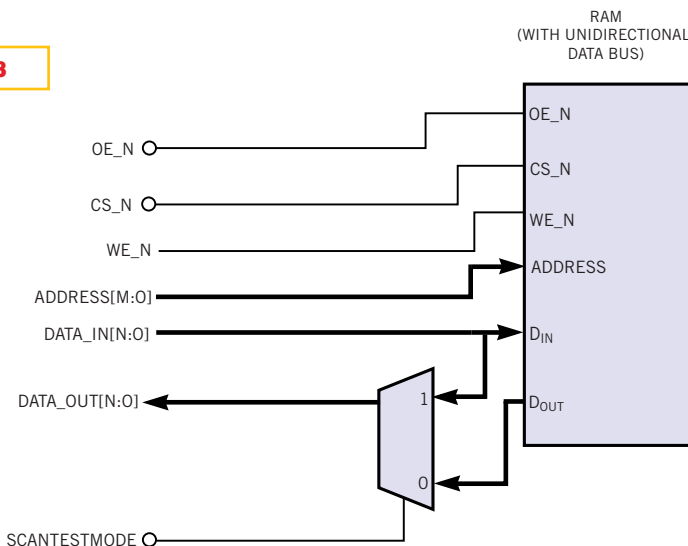 RAM
(WITH UNIDIRECTIONAL
DATA BUS)
3
OE_N
OE_N
CS_N
CS_N
WE_N
WE_N
ADDRESS
ADDRESS[M:O]
DATA_IN[N:O]
DIN
DATA_OUT[N:O]
1
DOUT
0
SCANTESTMODE